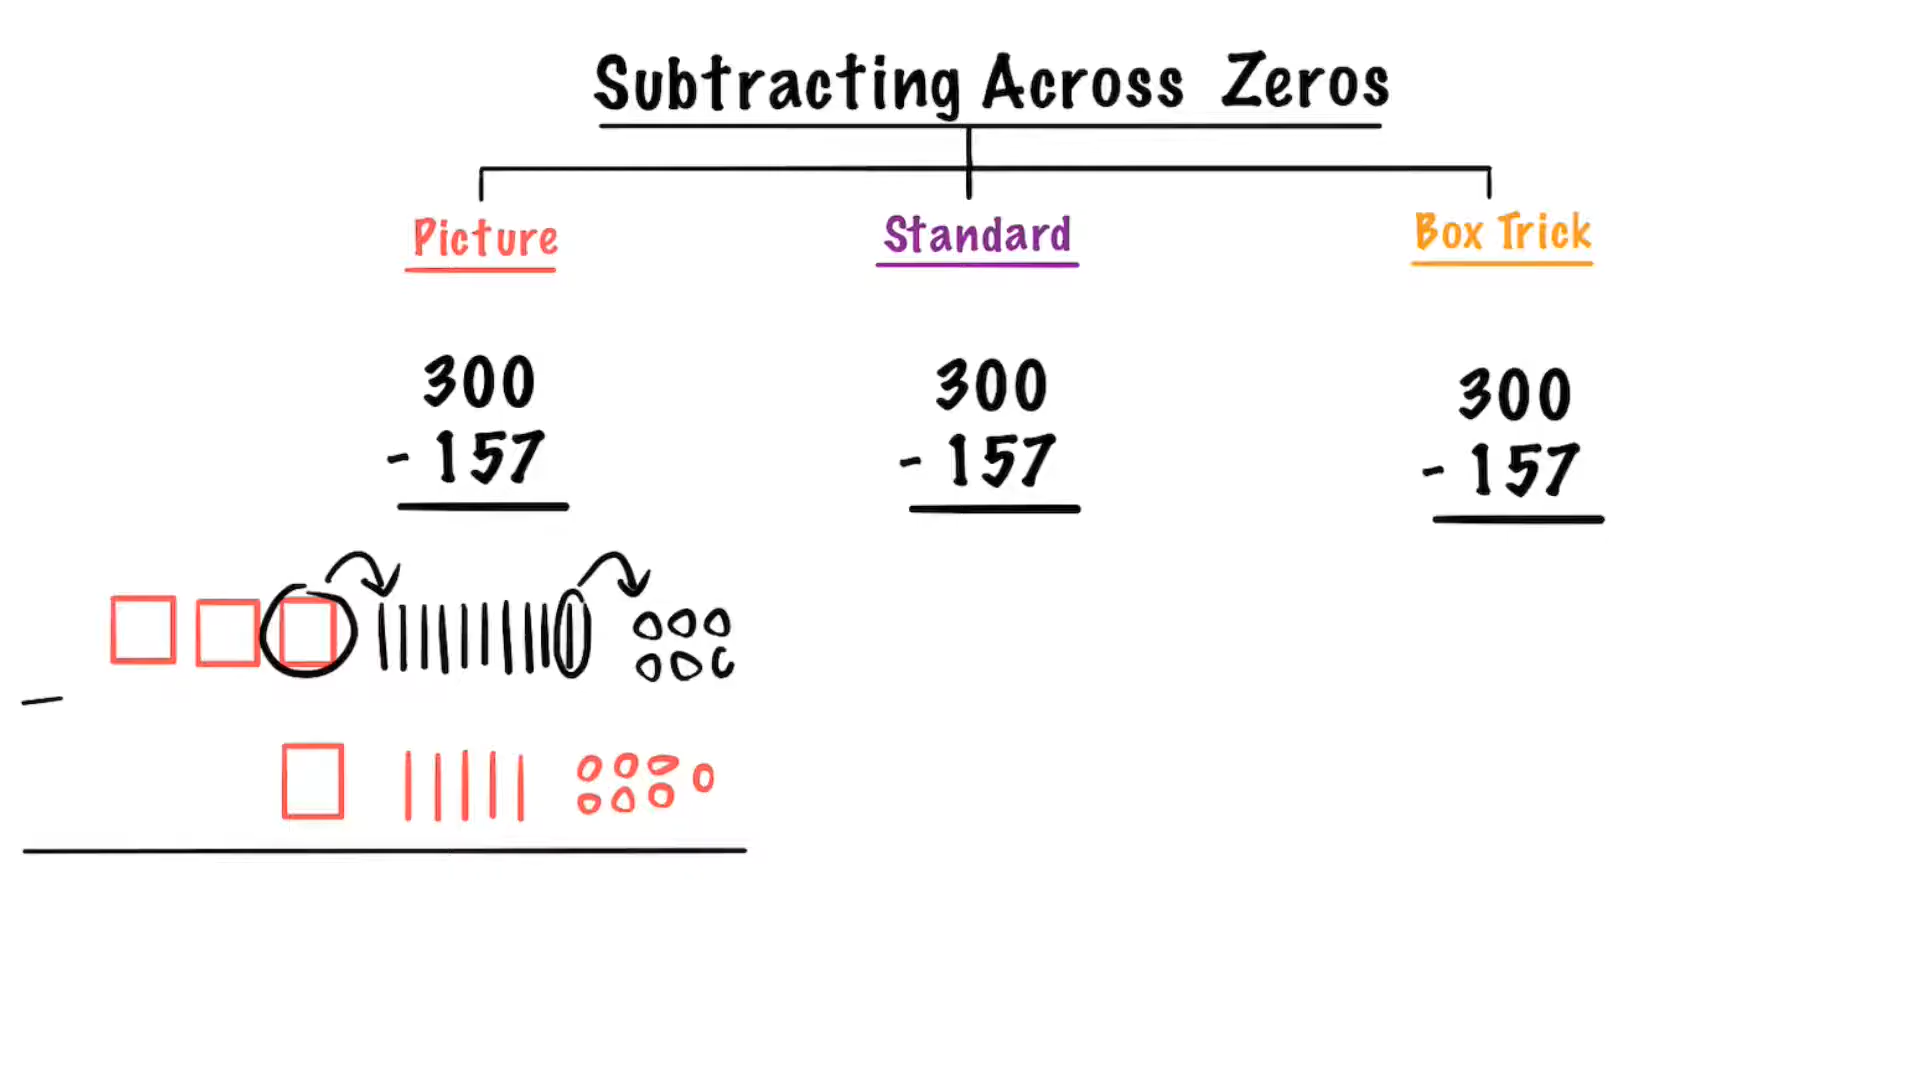 Subtracting Across Zeros
Picture
Standard
Box Trick
300
- 157
300
- 157
300
- 157